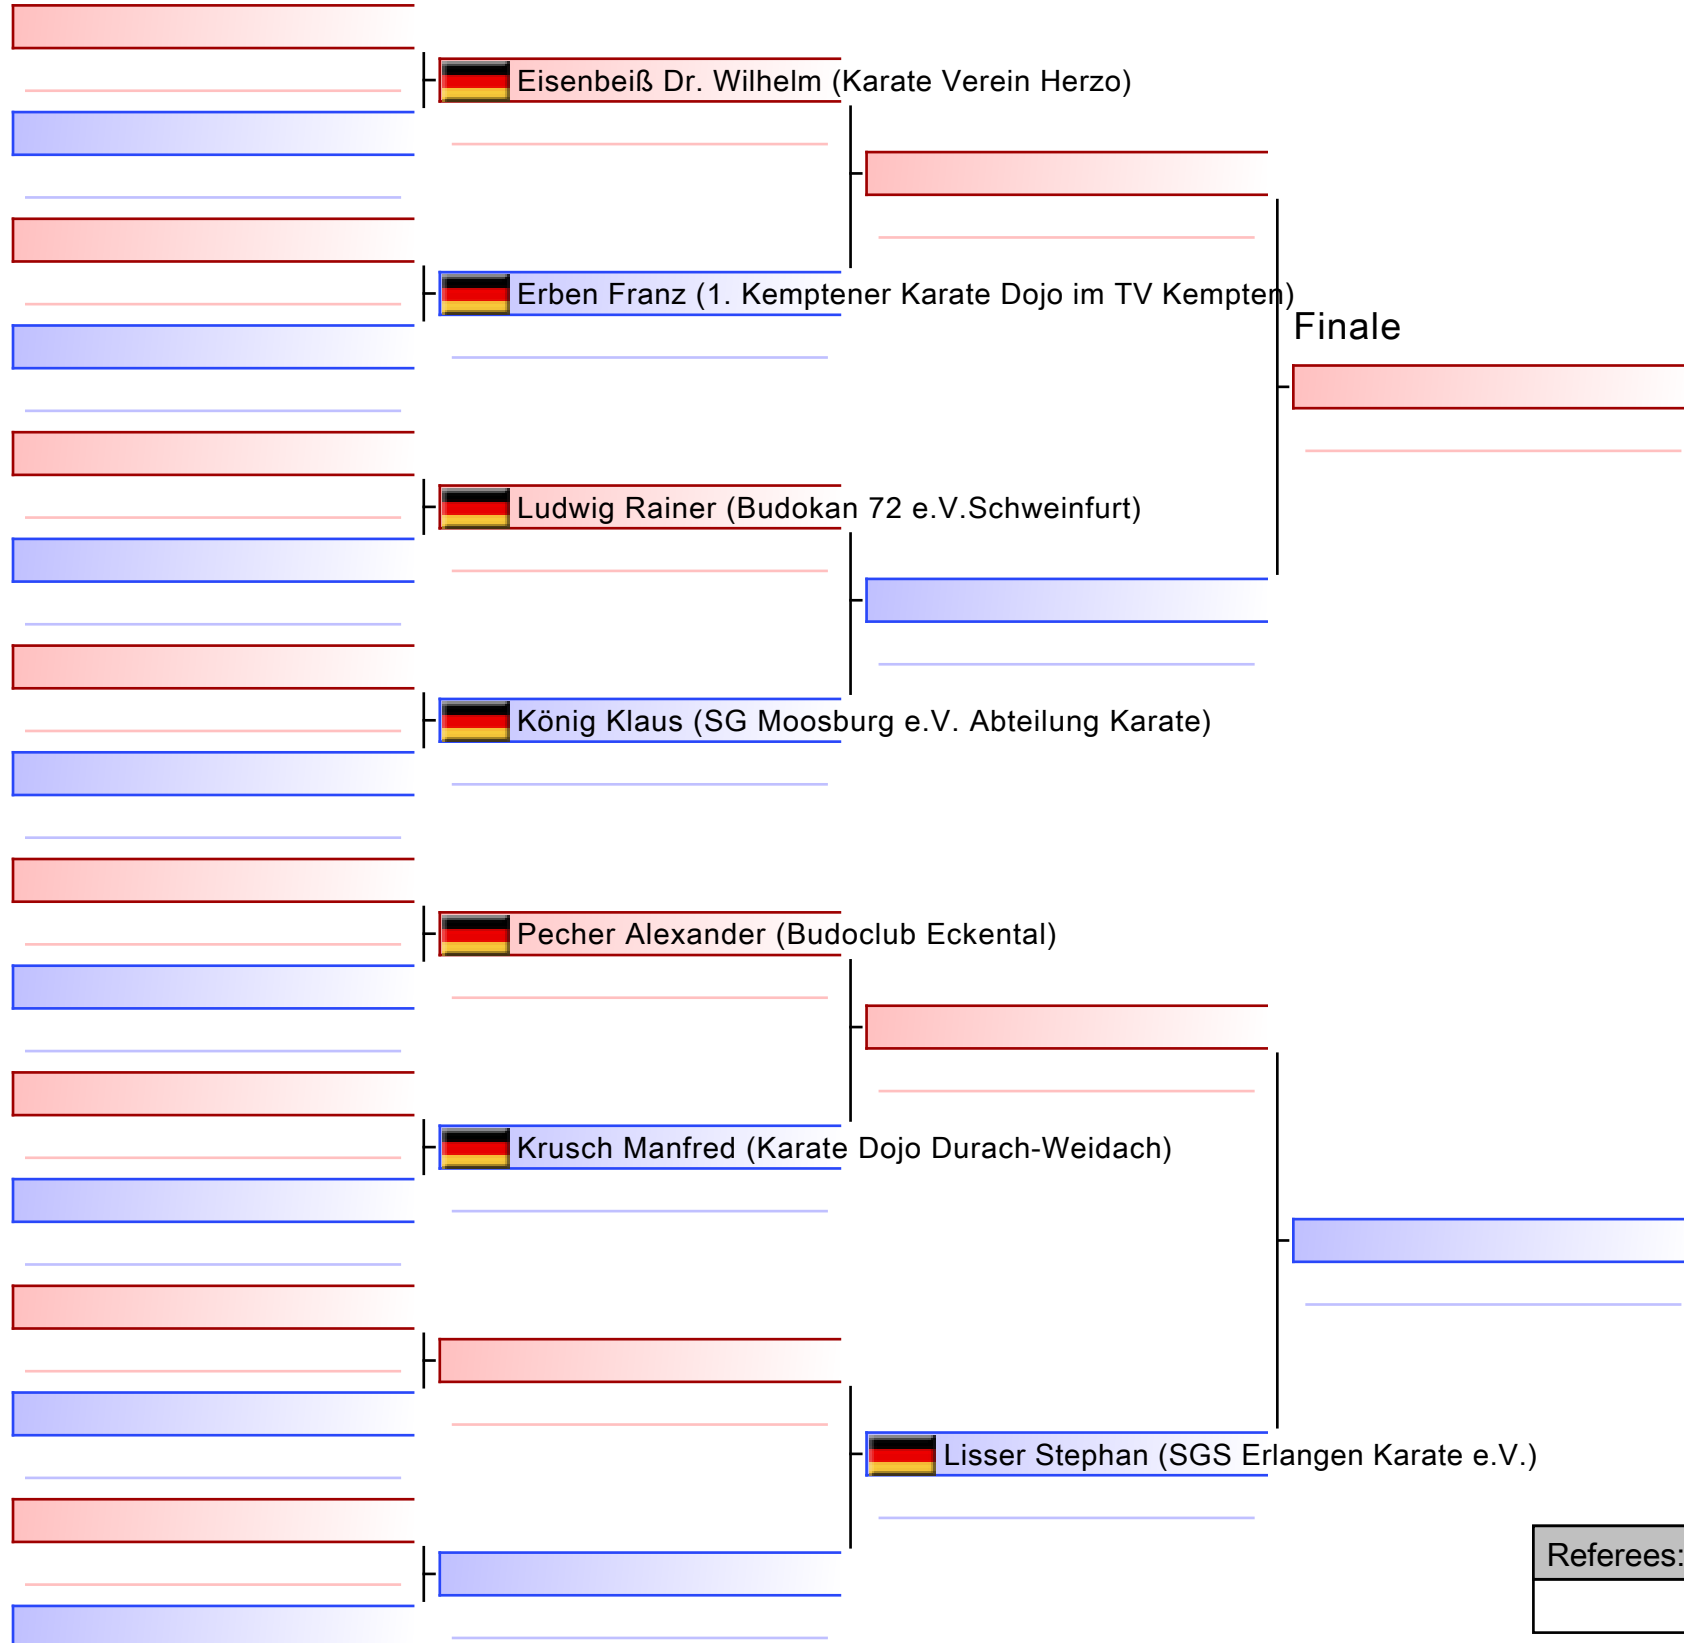 Eisenbeiß Dr. Wilhelm (Karate Verein Herzo)
Erben Franz (1. Kemptener Karate Dojo im TV Kempten)
Finale
Ludwig Rainer (Budokan 72 e.V.Schweinfurt)
König Klaus (SG Moosburg e.V. Abteilung Karate)
Pecher Alexander (Budoclub Eckental)
Krusch Manfred (Karate Dojo Durach-Weidach)
Lisser Stephan (SGS Erlangen Karate e.V.)
Referees: